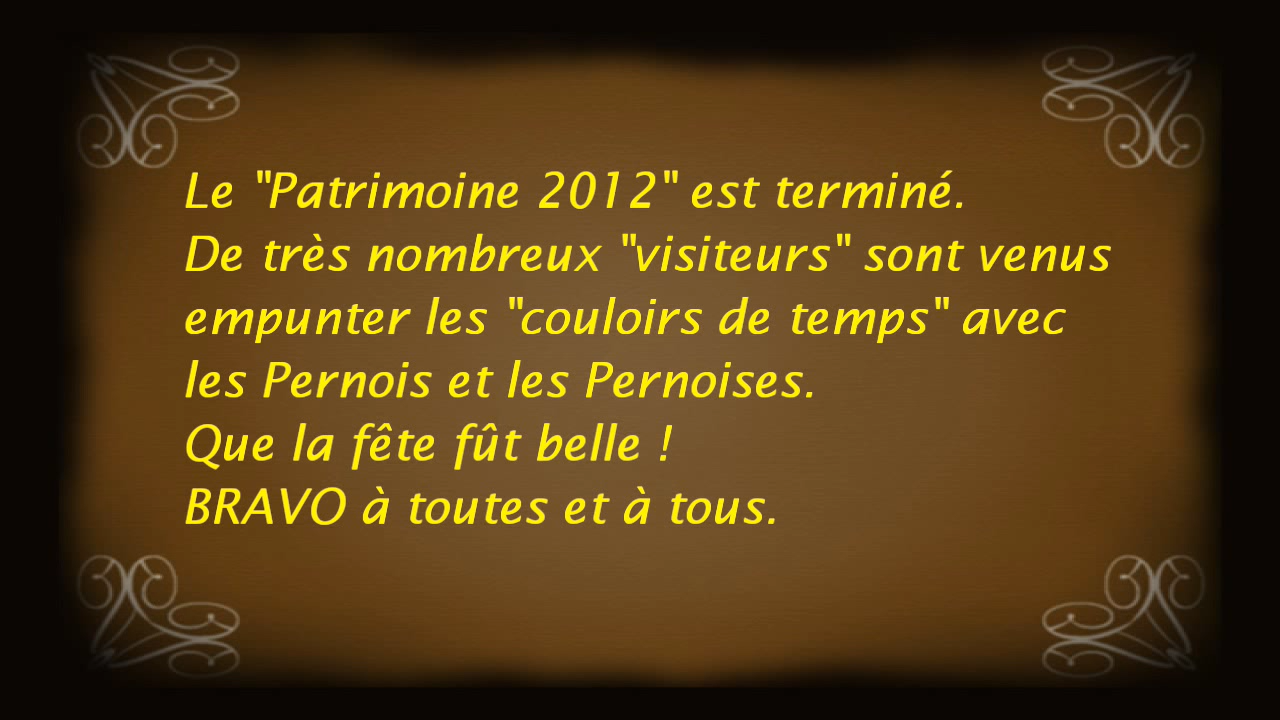 Le "Patrimoine 2012" est terminé.
De très nombreux "visiteurs" sont venus
empunter les "couloirs de temps" avec
les Pernois et les Pernoises.
Que la fête fût belle !
BRAVO à toutes et à tous.